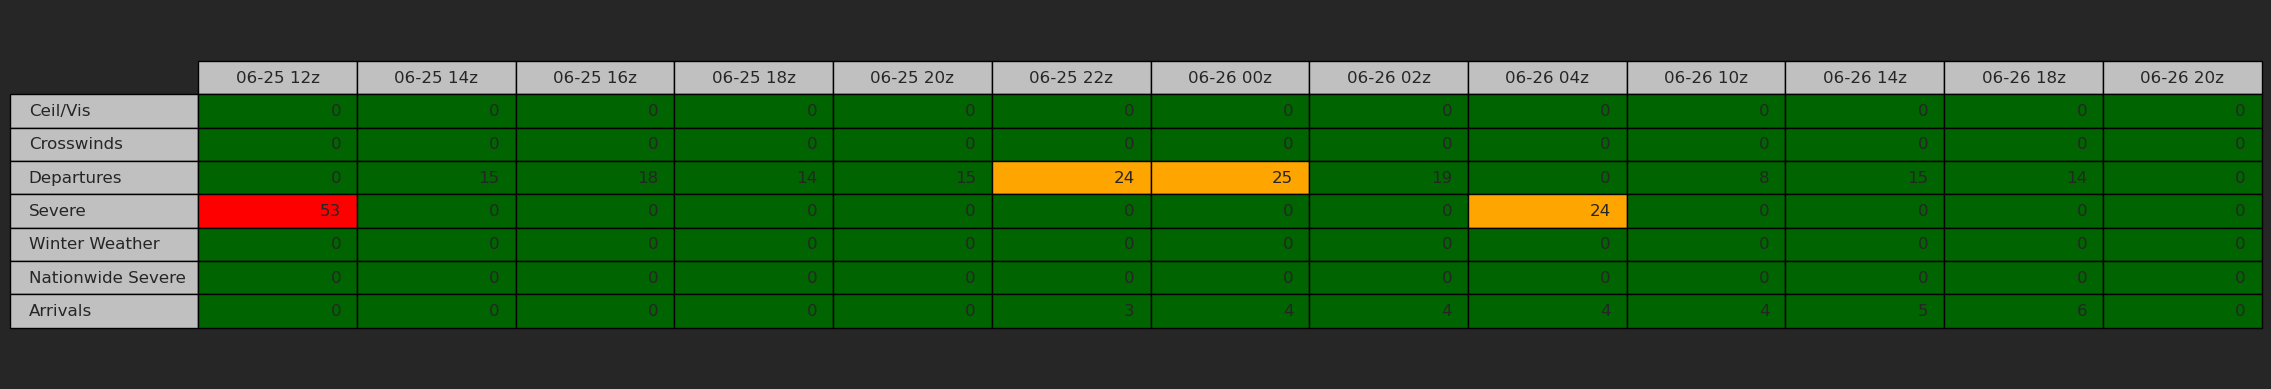 06-25 12z 06-25 14z 06-25 16z 06-25 18z 06-25 20z 06-25 22z 06-26 00z 06-26 02z 06-26 04z 06-26 10z 06-26 14z 06-26 18z 06-26 20z
Ceil/Vis 0 0 0 0 0 0 0 0 0 0 0 0 0
Crosswinds 0 0 0 0 0 0 0 0 0 0 0 0 0
Departures 0 15 18 14 15 24 25 19 0 8 15 14 0
Severe 53 0 0 0 0 0 0 0 24 0 0 0 0
Winter Weather 0 0 0 0 0 0 0 0 0 0 0 0 0
Nationwide Severe 0 0 0 0 0 0 0 0 0 0 0 0 0
Arrivals 0 0 0 0 0 3 4 4 4 4 5 6 0